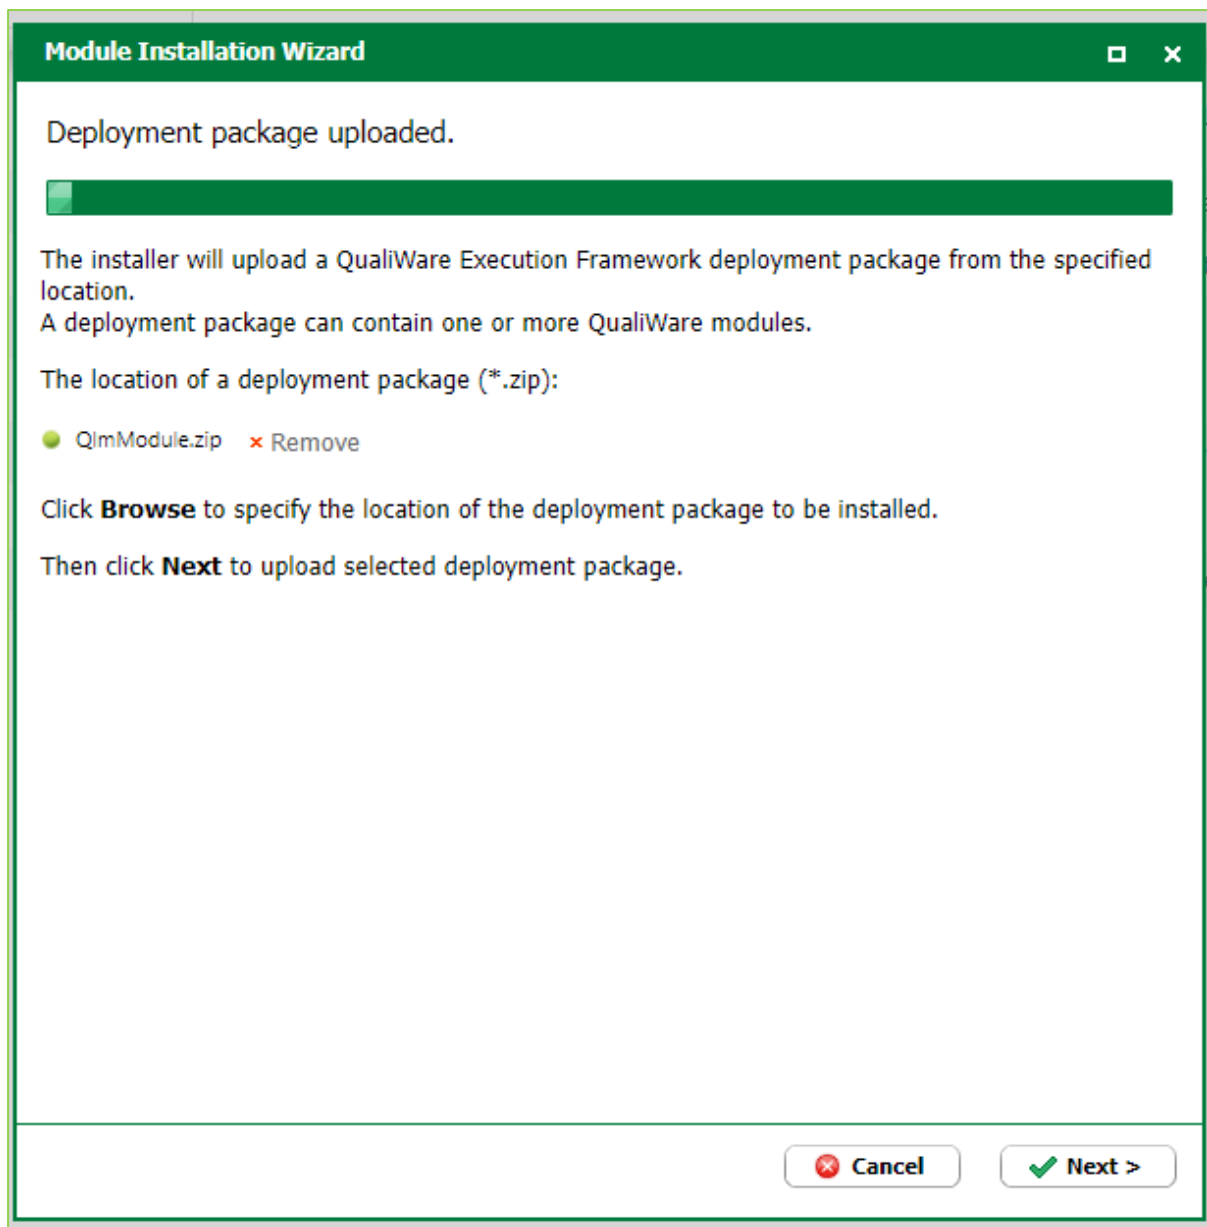 Module Installation Wizard
Deployment package uploaded.
The installer will upload a QualiWare Execution Framework deployment package from the specified
location.
A deployment package can contain one or more QualiWare modules.
The location of a deployment package (*.zip):
QlmModule.zip × Remove
Click Browse to specify the location of the deployment package to be installed.
Then click Next to upload selected deployment package.
Cancel
Next >